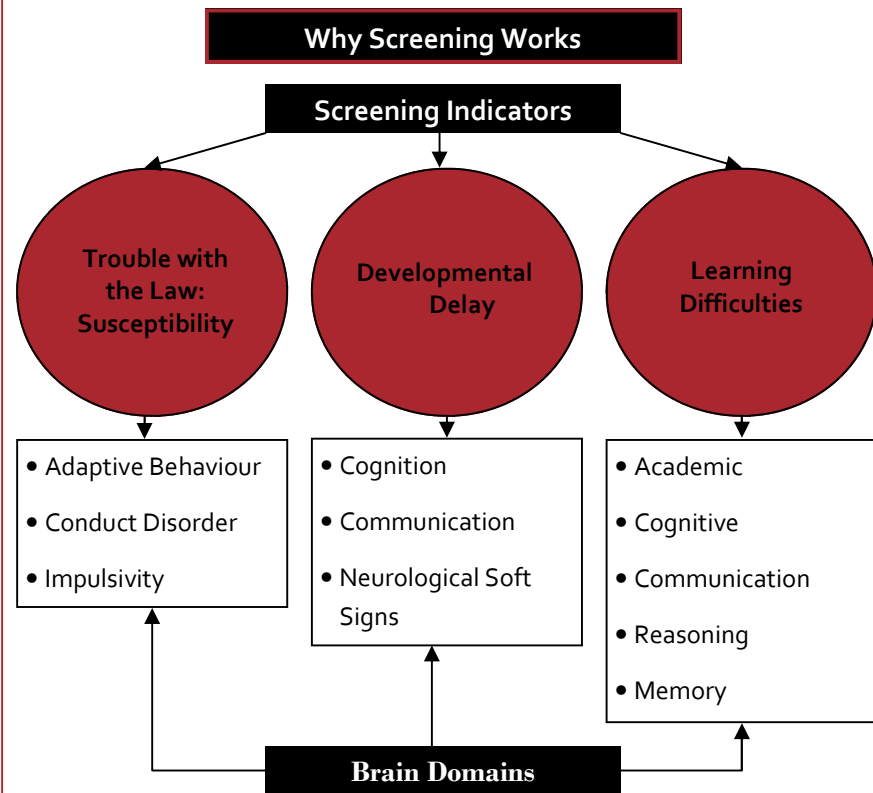 Why Screening Works
Screening Indicators
Trouble with
the Law:
Susceptibility
Developmental
Delay
Learning
Difficulties
• Adaptive Behaviour
• Conduct Disorder
• Impulsivity
• Cognition
• Communication
• Neurological Soft
Signs
• Academic
• Cognitive
• Communication
• Reasoning
• Memory
Brain Domains